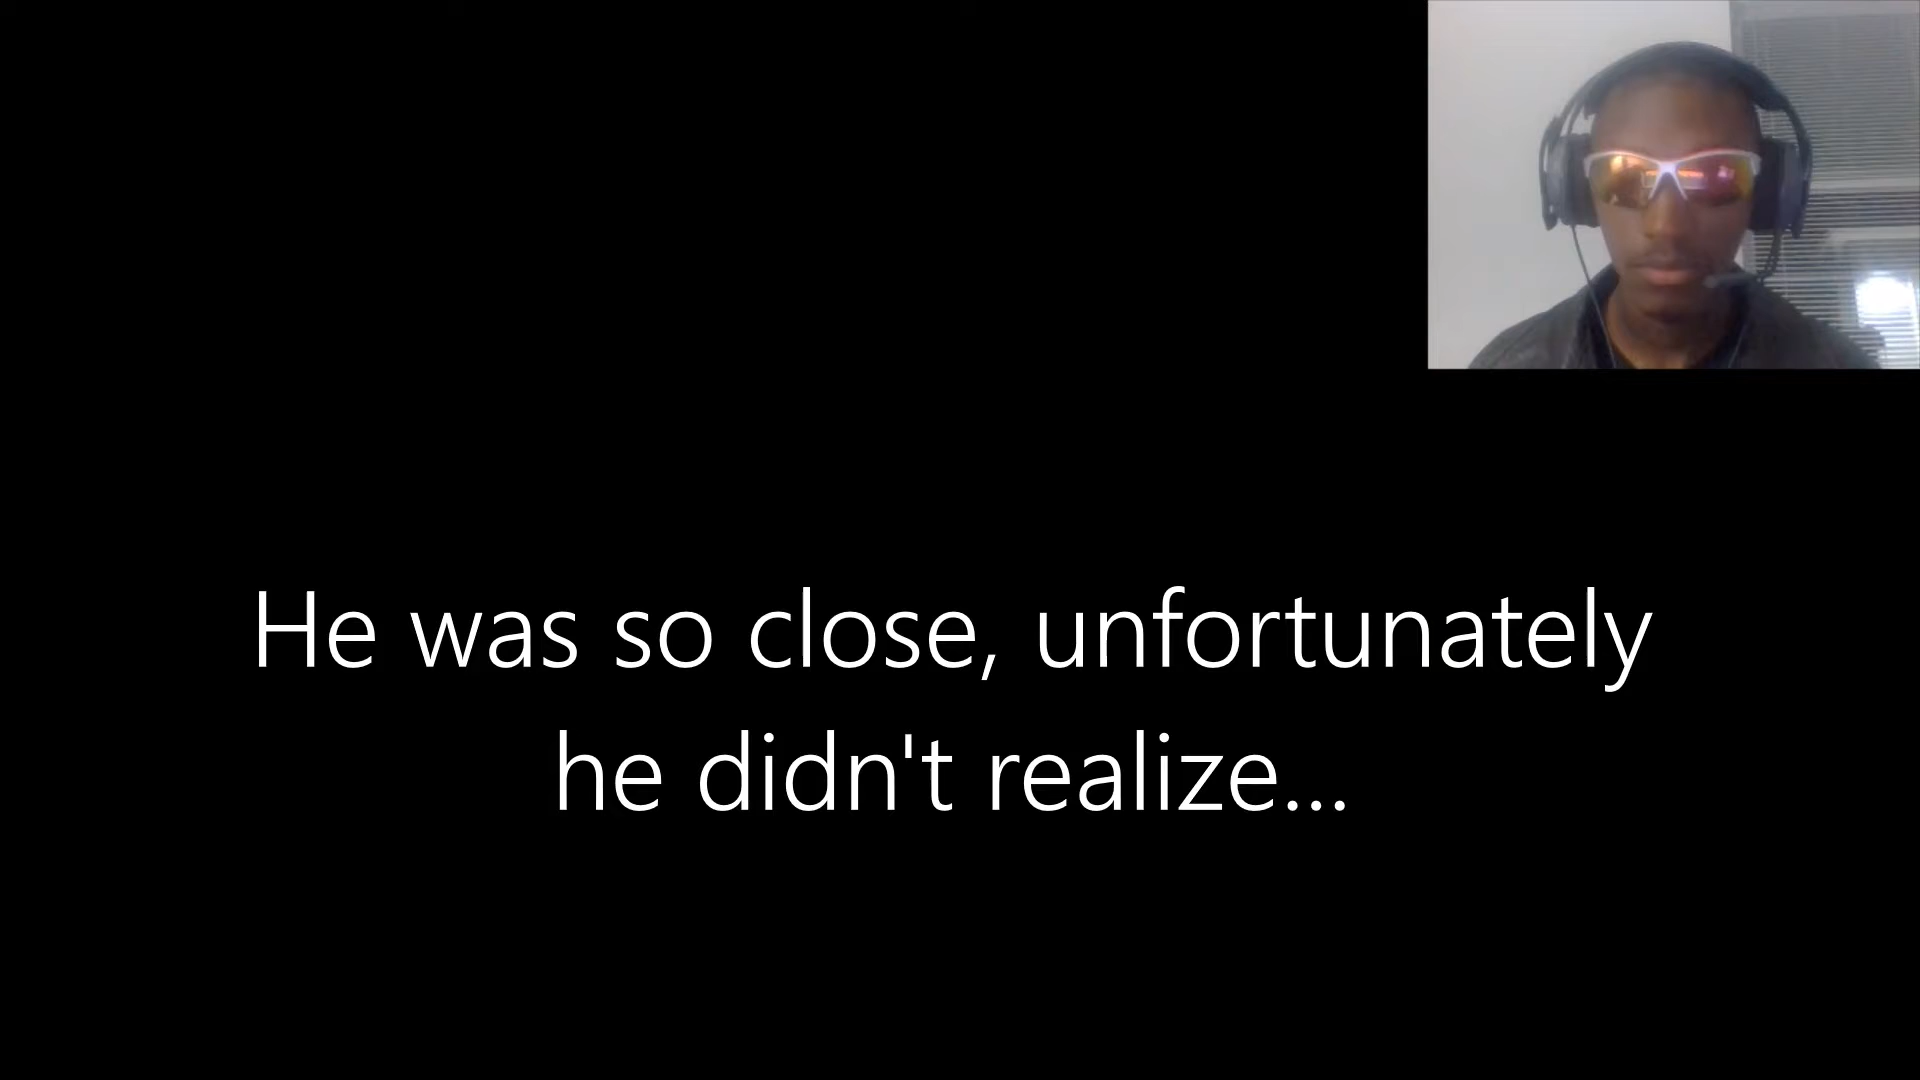 He was so close, unfortunately
he didn't realize...